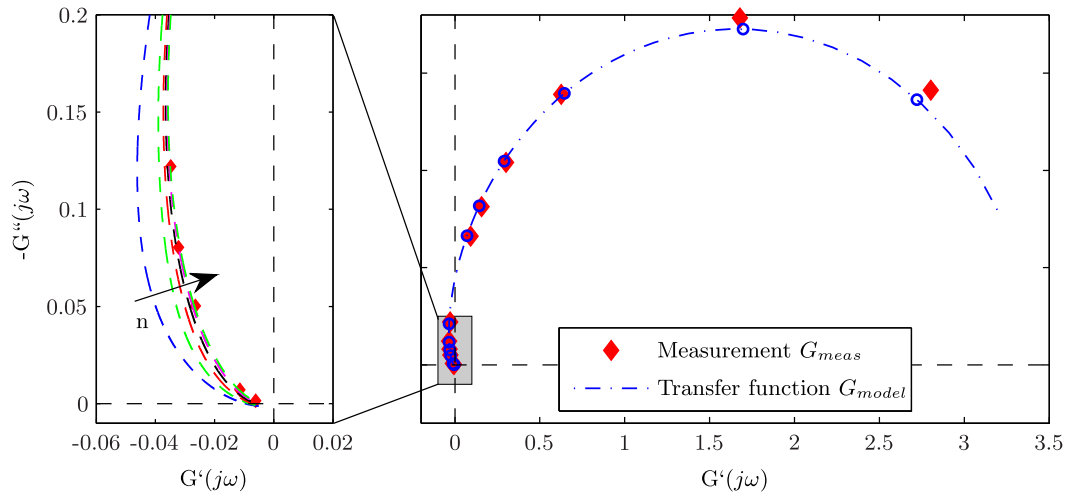 0.2
0.15
0.1
0.05
0
-G“(jω)
n
-0.06 -0.04 -0.02 0 0.02
G‘(jω)
0 0.5 1 1.5 2 2.5 3 3.5
G‘(jω)
Measurement G_meas
Transfer function G_model